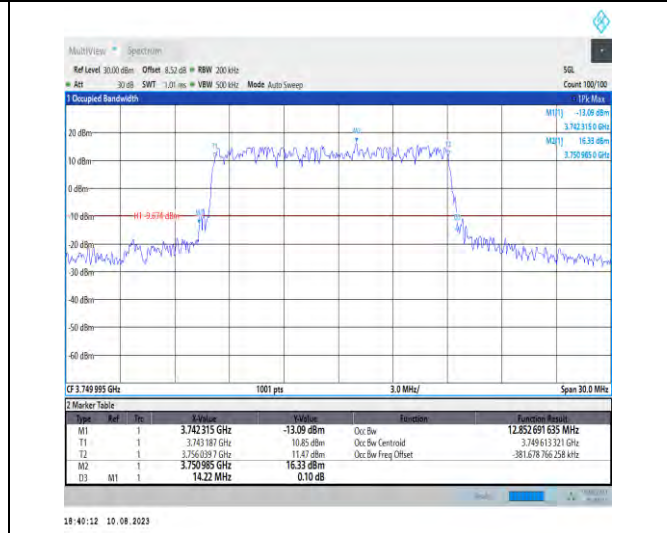 MultiView Spectrum
Ref Level 30.00 dBm Offset 8.52 dB RBW 200 kHz SGL
Att 30 dB SWT 1.01 ms VBW 500 kHz Mode Auto Sweep Count 100/100
1 Occupied Bandwidth 1Pk Max
M1[1] -13.09 dBm
3.742 315 0 GHz
M2[1] 16.33 dBm
3.750 985 0 GHz
20 dBm
10 dBm
0 dBm
-10 dBm
H1 -9.674 dBm
-20 dBm
-30 dBm
-40 dBm
-50 dBm
-60 dBm
T1
M2
T2
CF 3.749 995 GHz 1001 pts 3.0 MHz/ Span 30.0 MHz
2 Marker Table
Type Ref Trc X-Value Y-Value Function Function Result
M1 1 3.742 315 GHz -13.09 dBm Occ Bw 12.852 691 635 MHz
T1 1 3.743 187 GHz 10.85 dBm Occ Bw Centroid 3.749 613 321 GHz
T2 1 3.756 039 7 GHz 11.47 dBm Occ Bw Freq Offset -381.678 766 258 kHz
M2 1 3.750 985 GHz 16.33 dBm
D3 M1 1 14.22 MHz 0.10 dB
18:40:12 10.08.2023